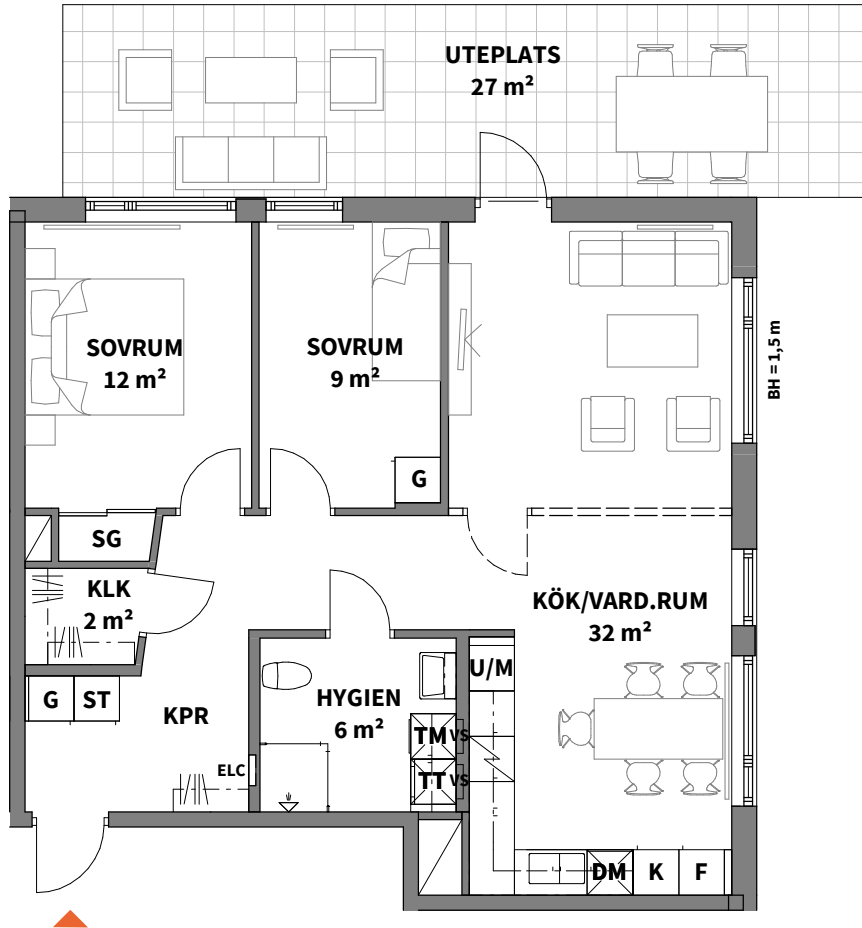 UTEPLATS
27 m²
BH = 1,5 m
SOVRUM
12 m²
SOVRUM
9 m²
G
SG
KLK
2 m²
KÖK/VARD.RUM
32 m²
U/M
G
ST
KPR
HYGIEN
6 m²
TM
VS
ELC
TT
VS
DM
K
F